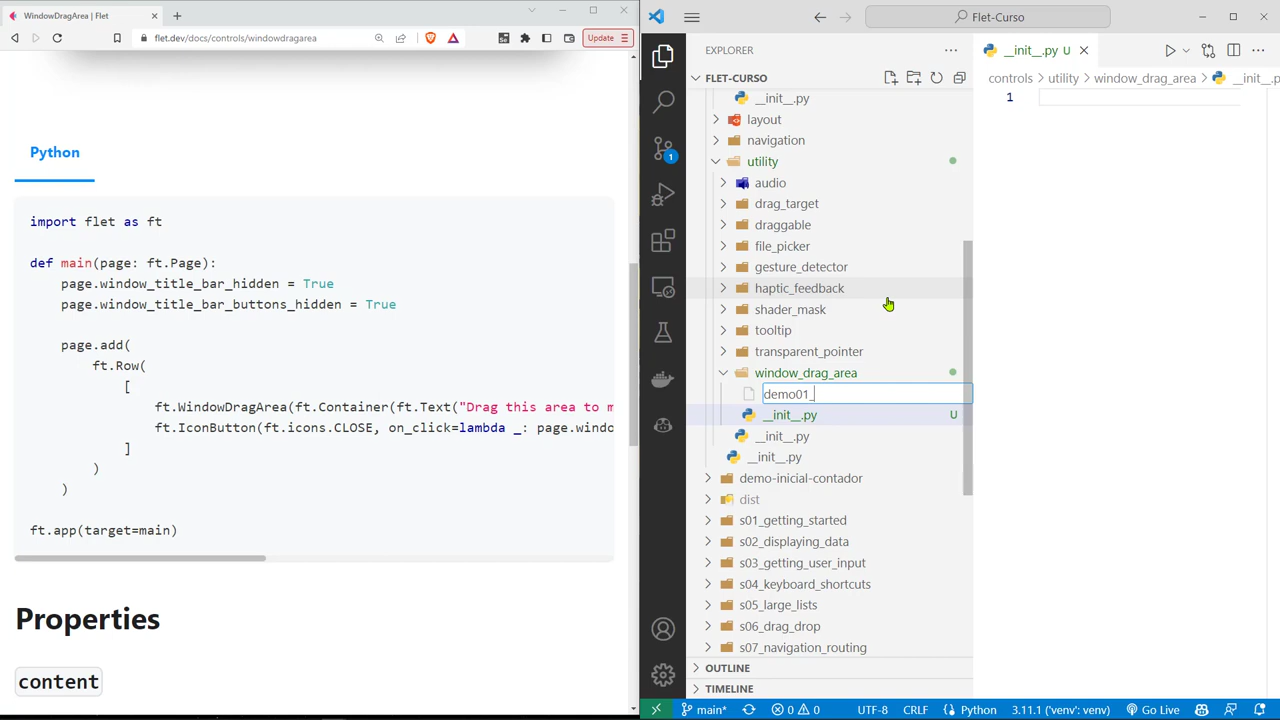 WindowDragArea | Flet
flet.dev/docs/controls/windowdragarea
Update
Python
import flet as ft
def main(page: ft.Page):
page.window_title_bar_hidden = True
page.window_title_bar_buttons_hidden = True
page.add(
ft.Row(
[
ft.WindowDragArea(ft.Container(ft.Text("Drag this area to m
ft.IconButton(ft.icons.CLOSE, on_click=lambda _: page.windo
]
)
)
ft.app(target=main)
Properties
content
Flet-Curso
EXPLORER
FLET-CURSO
__init__.py
layout
navigation
utility
audio
drag_target
draggable
file_picker
gesture_detector
haptic_feedback
shader_mask
tooltip
transparent_pointer
window_drag_area
demo01_
__init__.py U
__init__.py
__init__.py
demo-inicial-contador
dist
s01_getting_started
s02_displaying_data
s03_getting_user_input
s04_keyboard_shortcuts
s05_large_lists
s06_drag_drop
s07_navigation_routing
OUTLINE
TIMELINE
1
__init__.py U
controls > utility > window_drag_area > __init__.p
1
main* 0 0 UTF-8 CRLF Python 3.11.1 ('venv': venv) Go Live